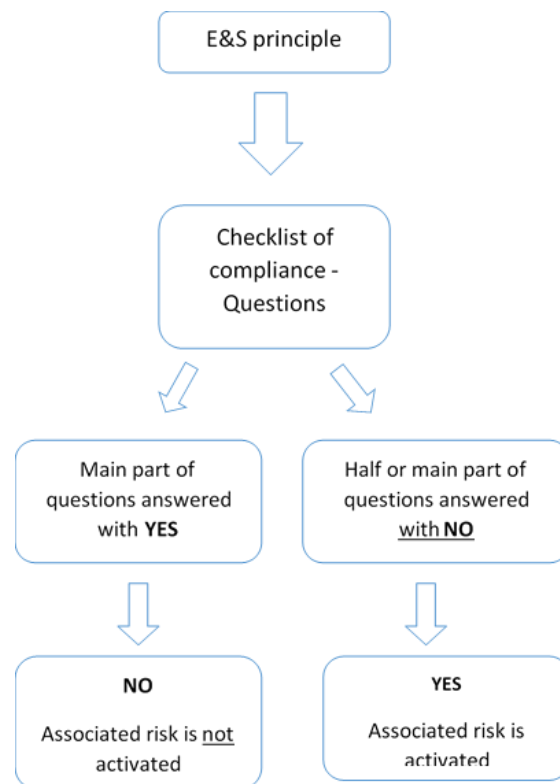 E&S principle
Checklist of
compliance -
Questions
Main part of
questions answered
with YES
Half or main part of
questions answered
with NO
NO
Associated risk is not
activated
YES
Associated risk is
activated